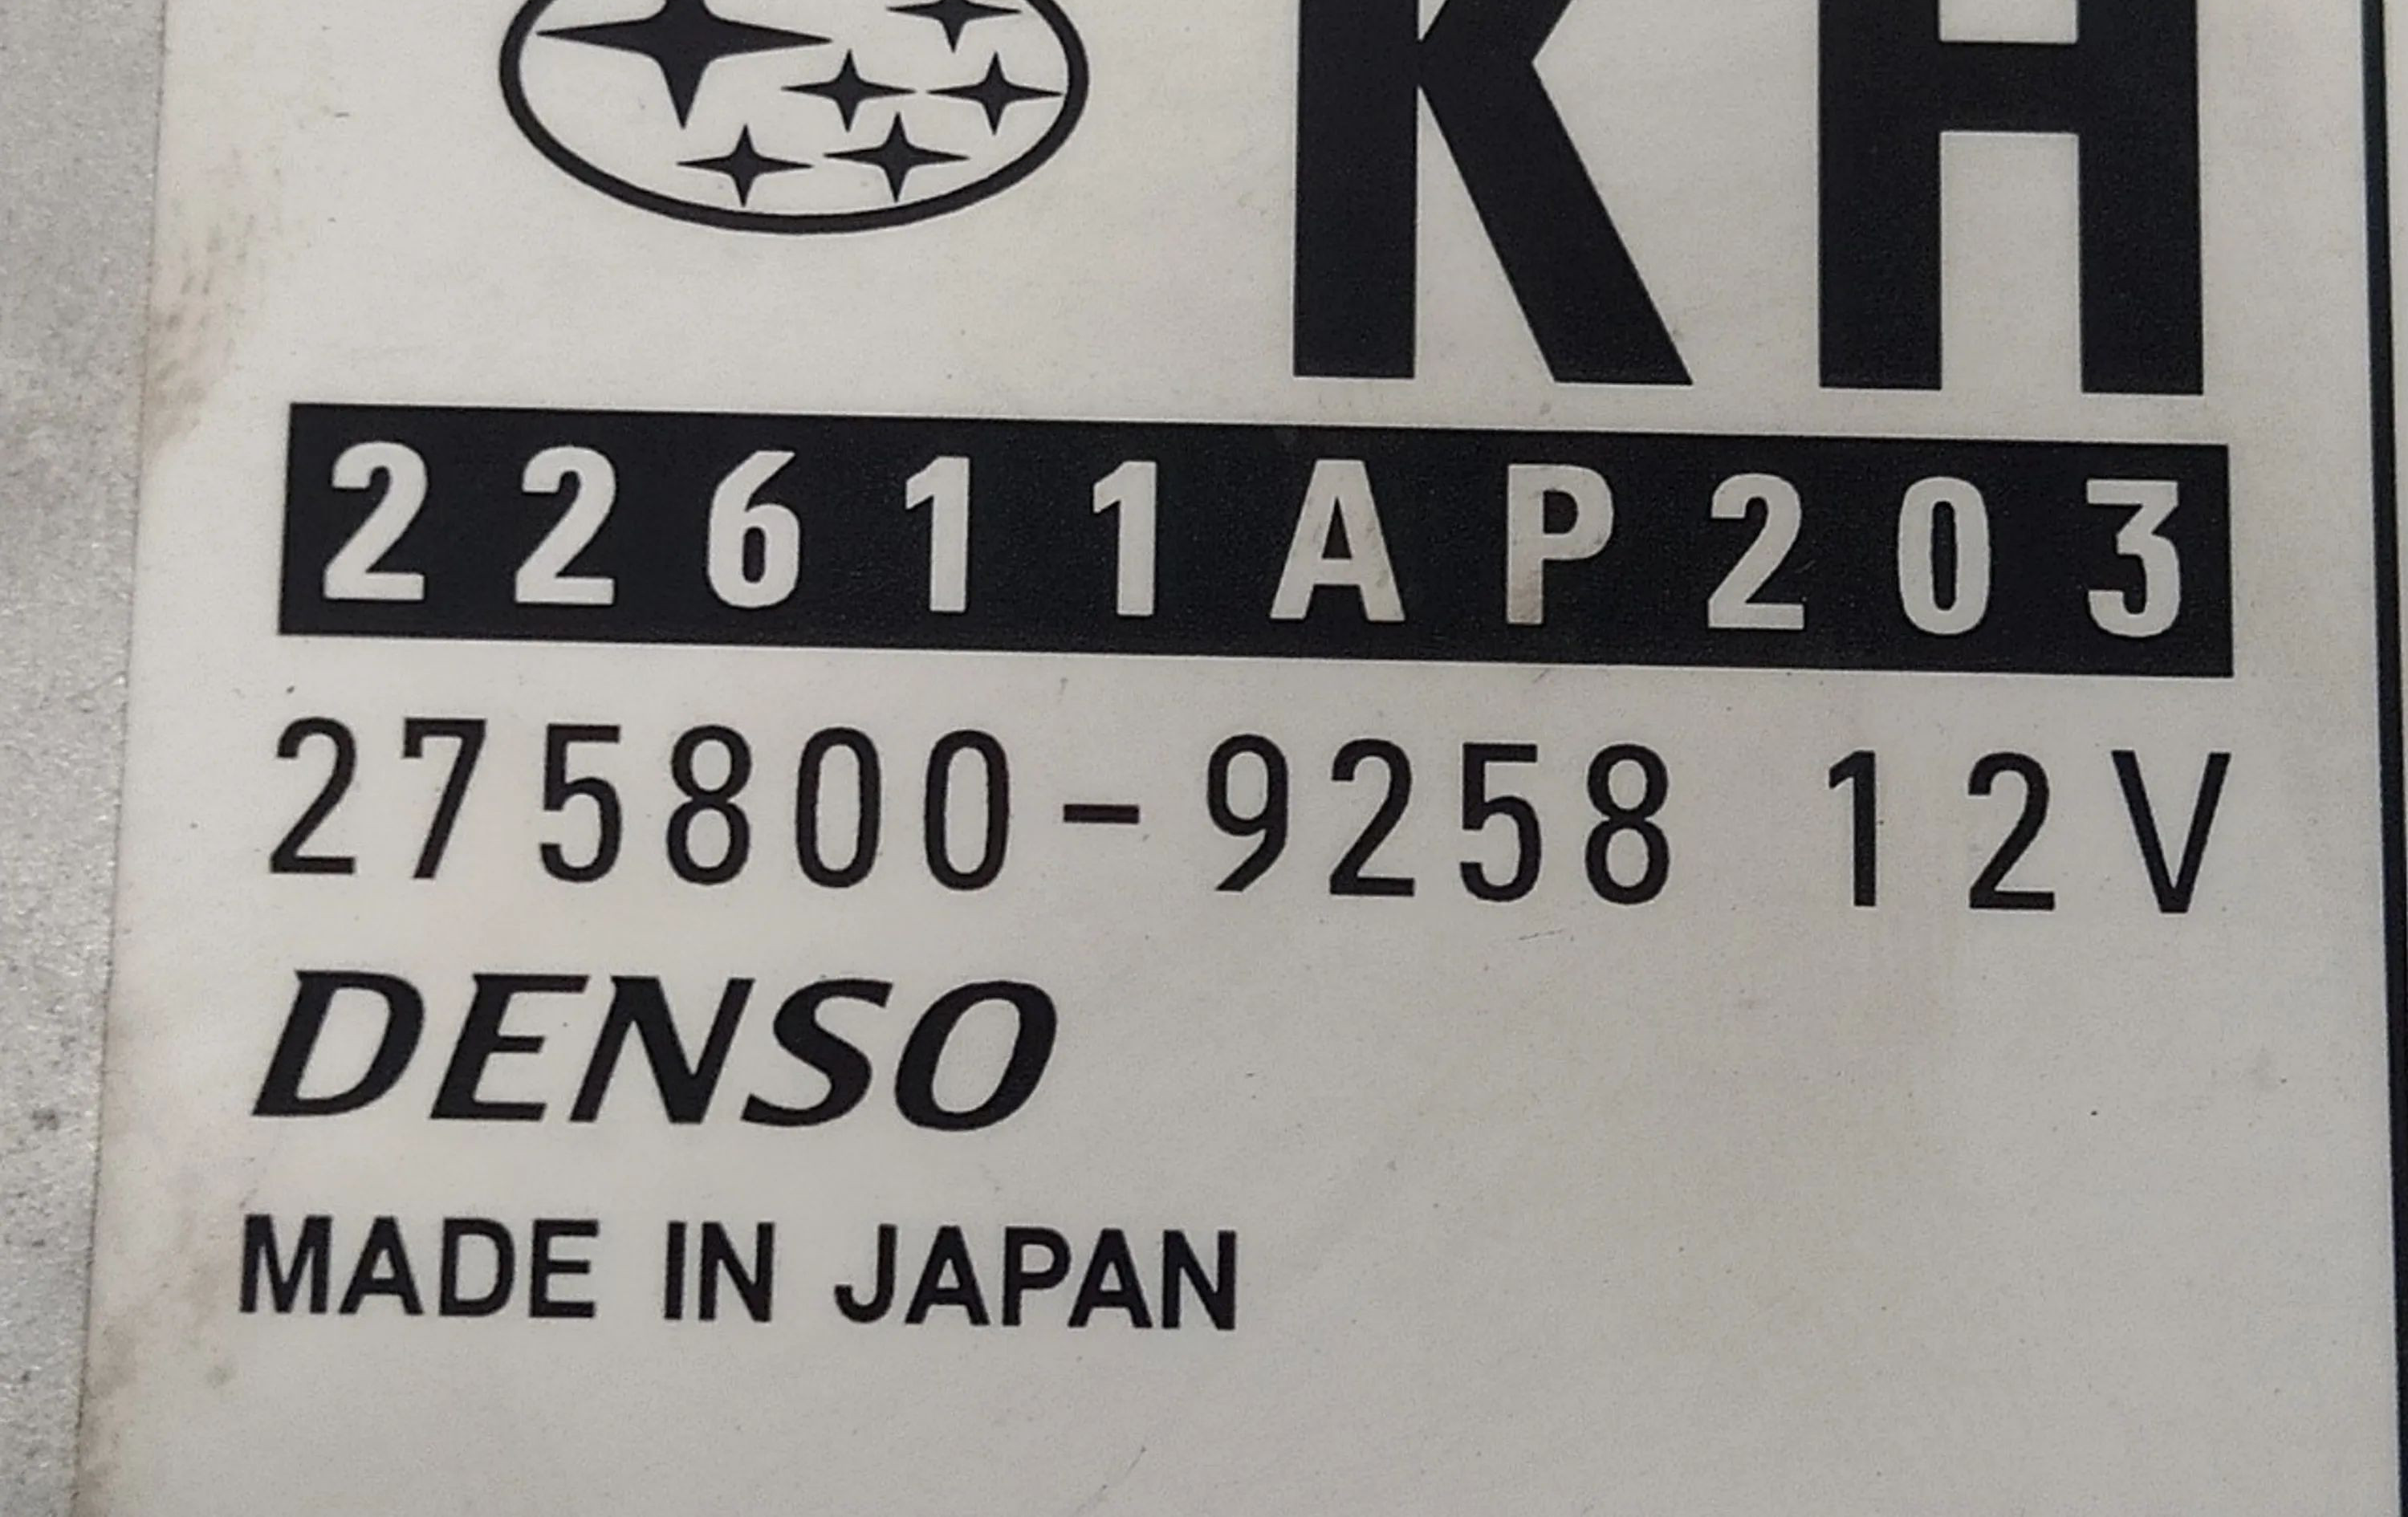 KH
22611AP203
275800-9258 12V
DENSO
MADE IN JAPAN